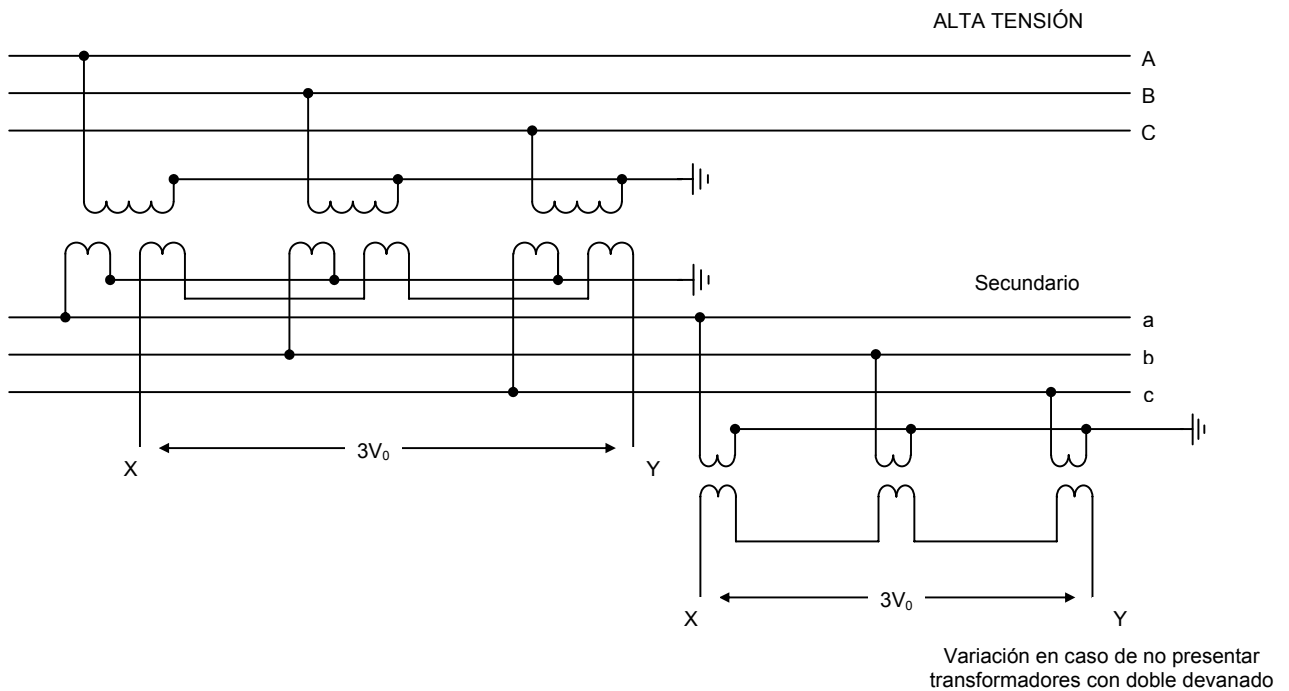 ALTA TENSIÓN
A
B
C
Secundario
a
b
c
X
3V₀
Y
X
3V₀
Y
Variación en caso de no presentar
transformadores con doble devanado